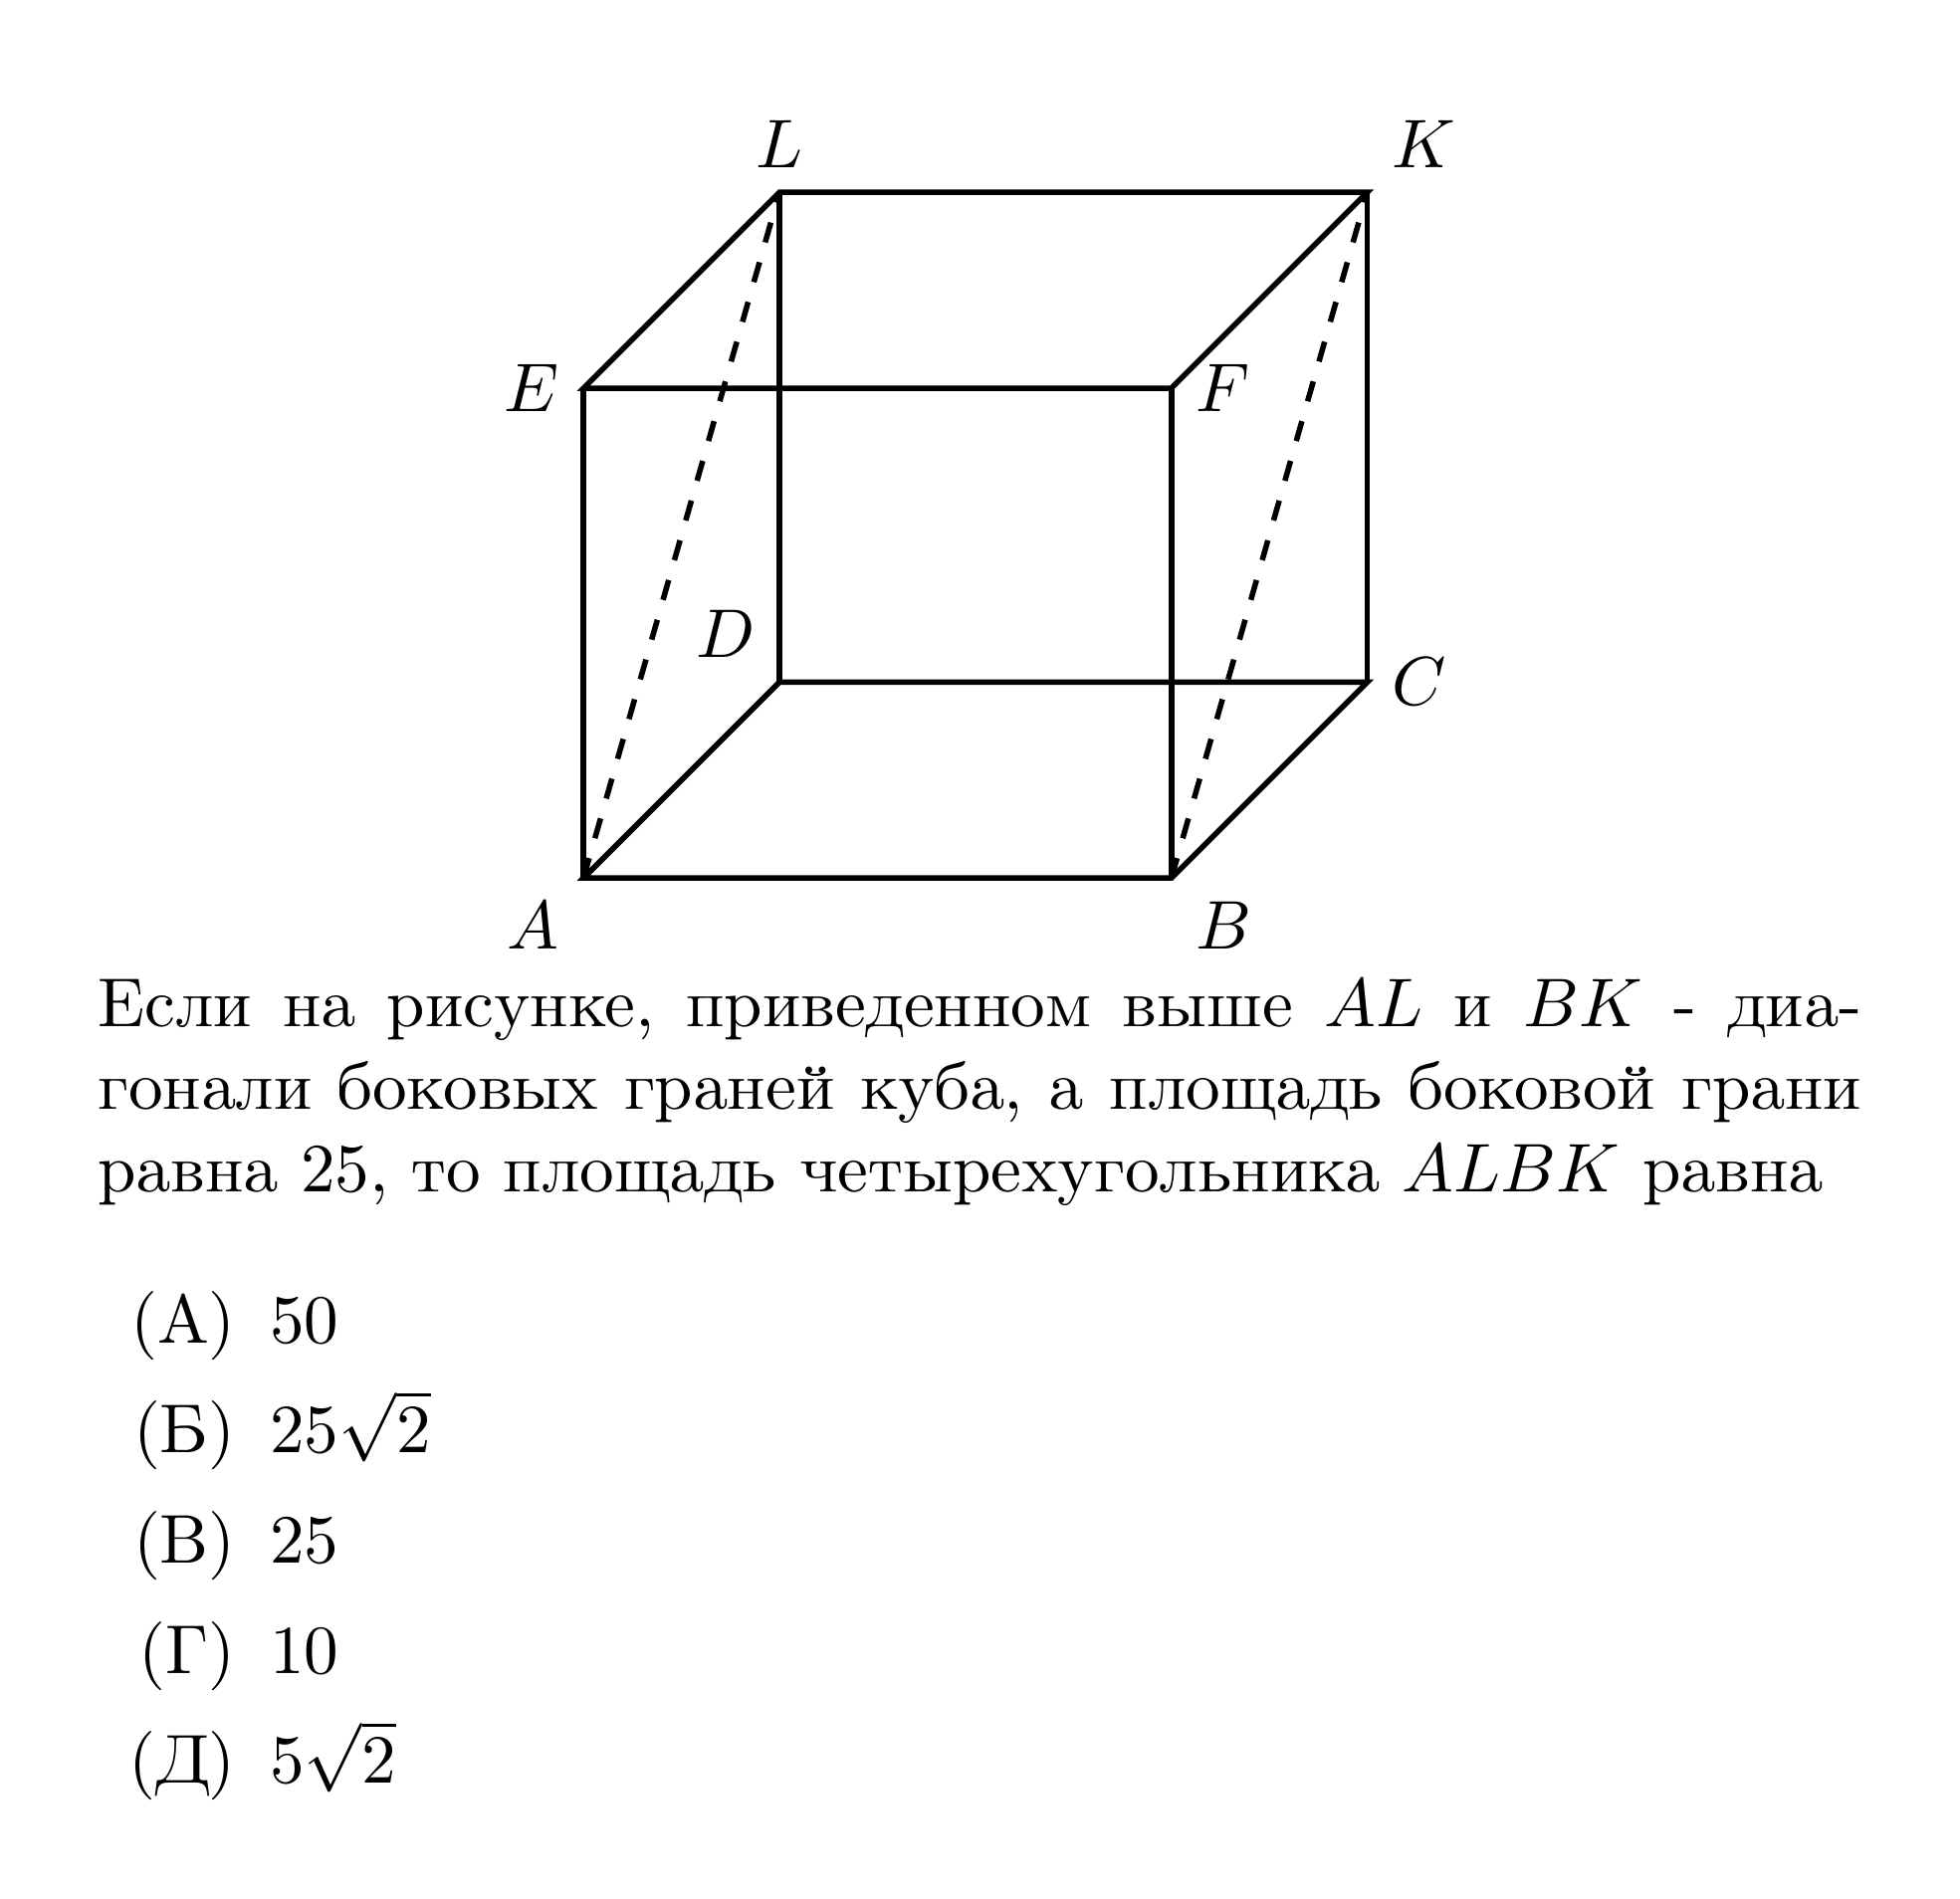 L K
E F
D C
A B
Если на рисунке, приведенном выше AL и BK - диа-
гонали боковых граней куба, а площадь боковой грани
равна 25, то площадь четырехугольника ALBK равна
(А) 50
(Б) 25√2
(В) 25
(Г) 10
(Д) 5√2